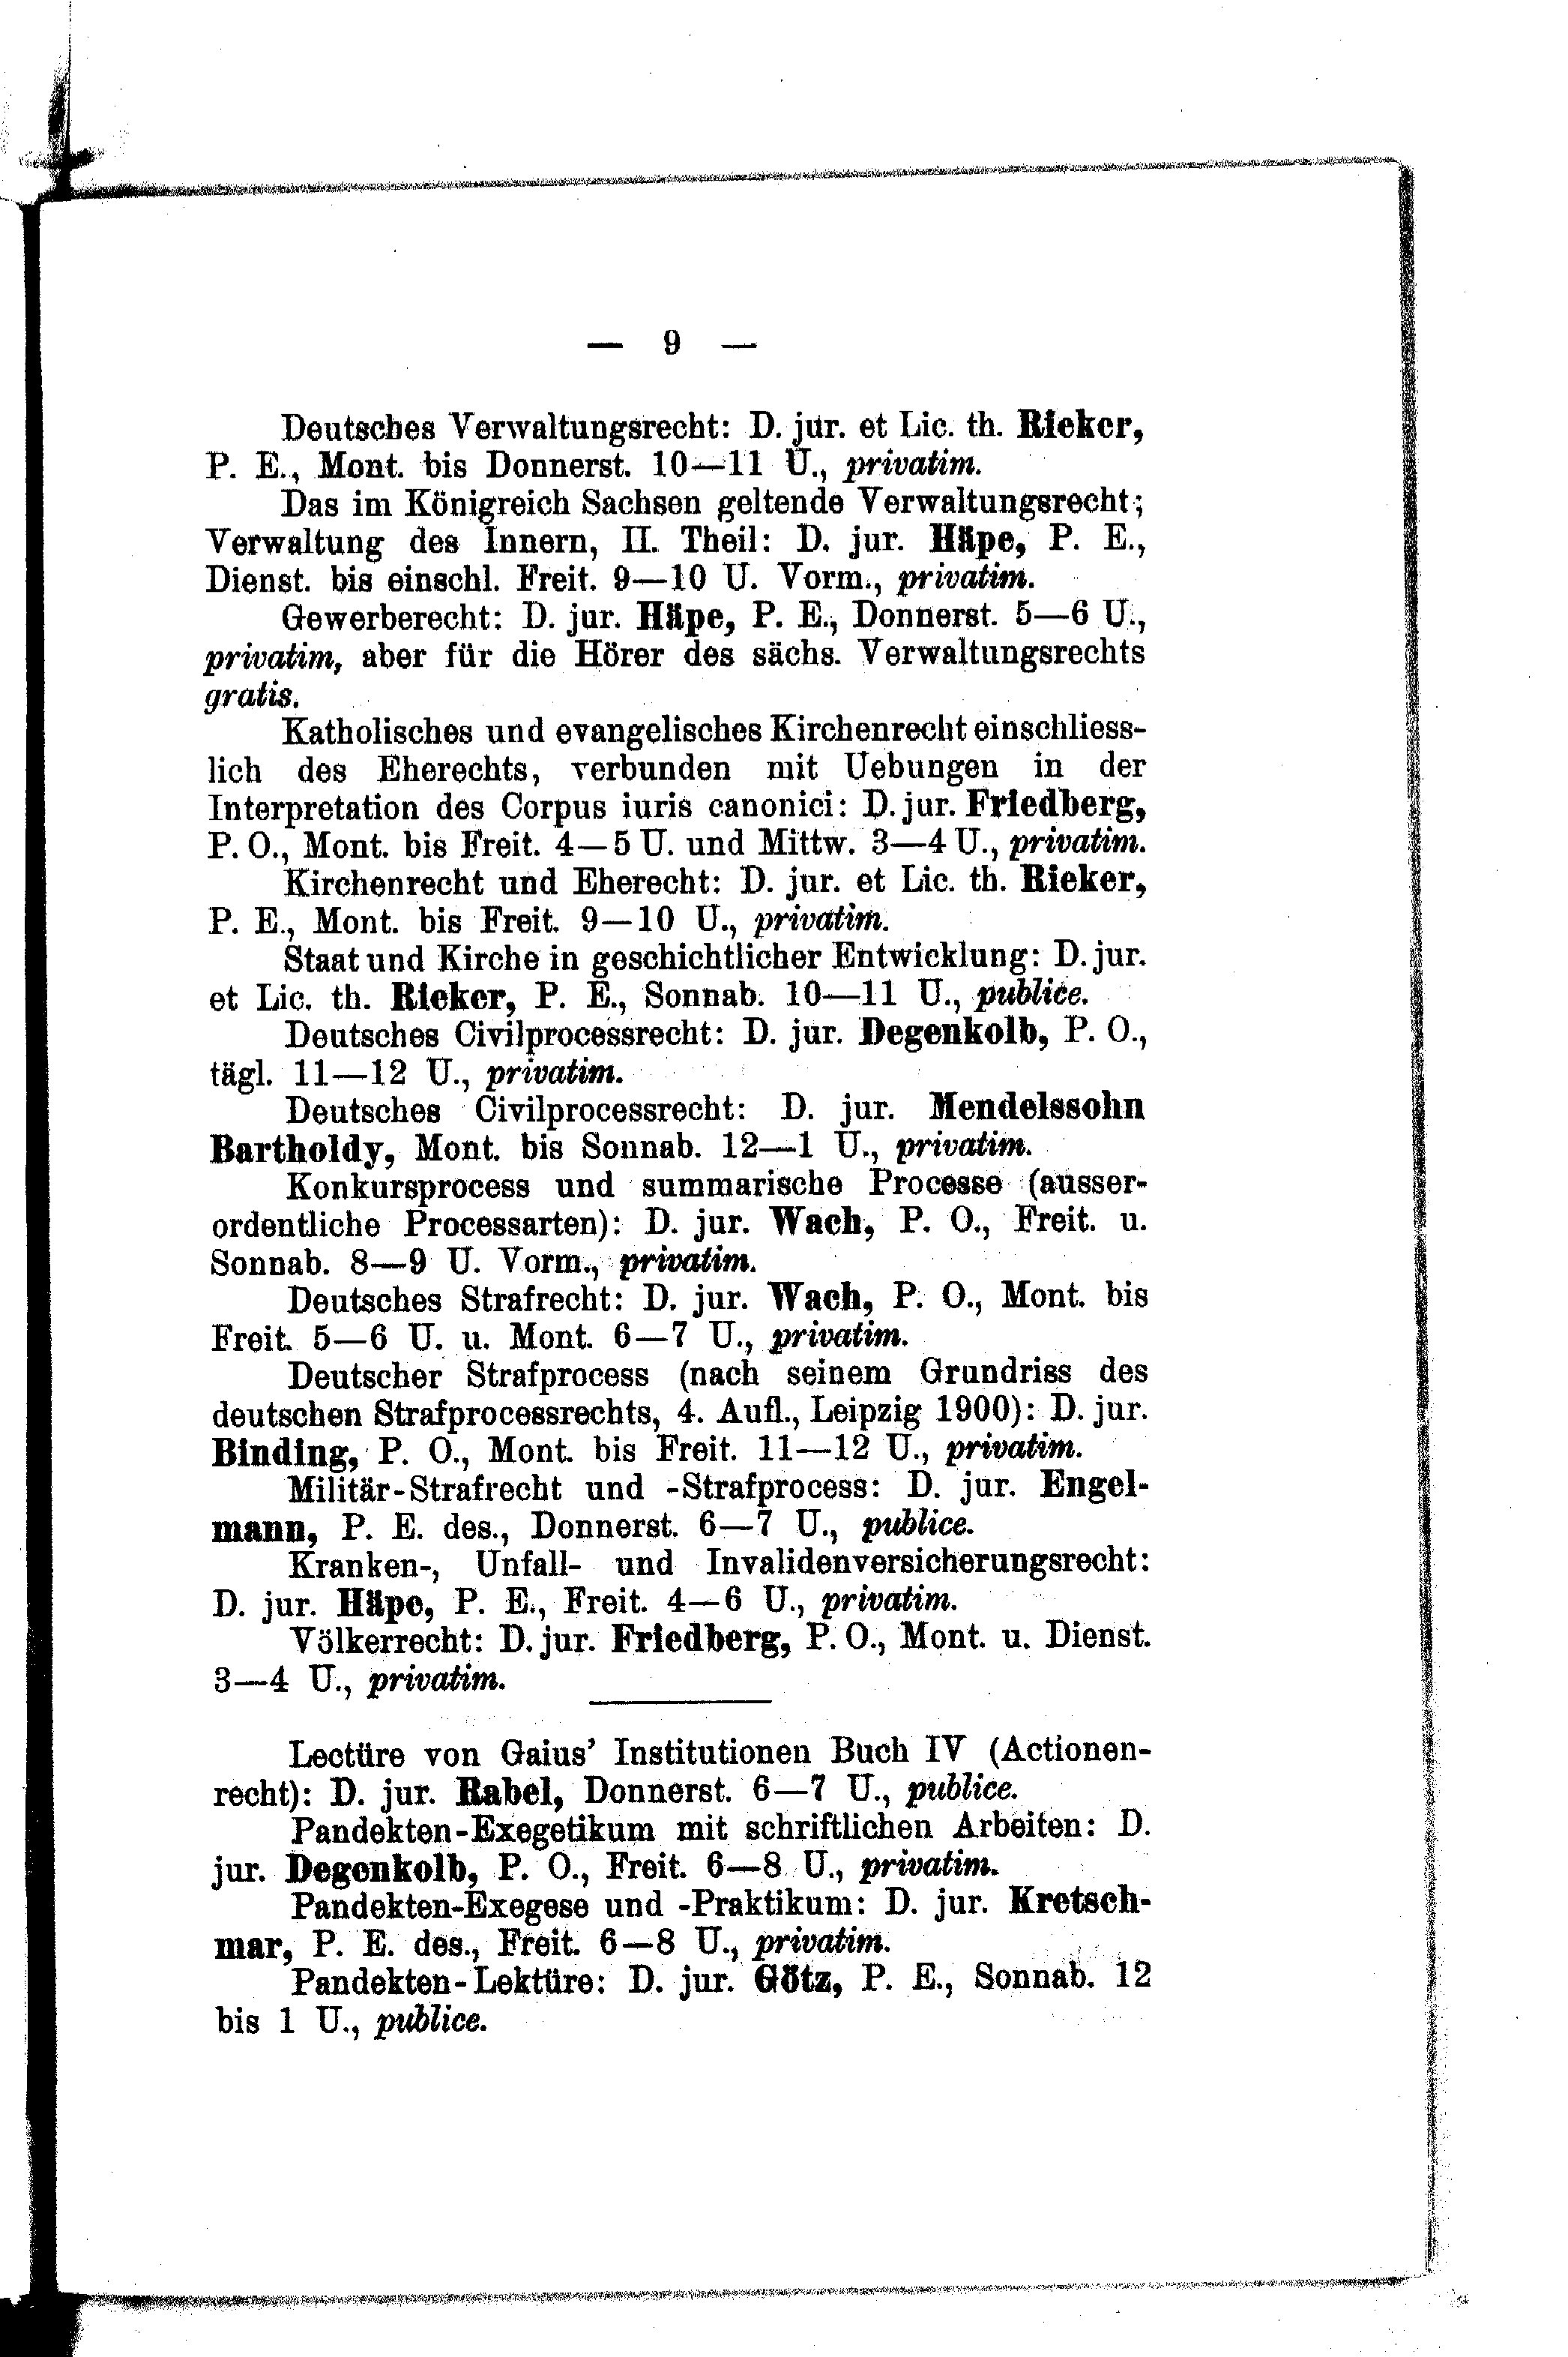 — 9 —
Deutsches Verwaltungsrecht: D. jur. et Lic. th. Rieker,
P. E., Mont. bis Donnerst. 10—11 U., privatim.
Das im Königreich Sachsen geltende Verwaltungsrecht;
Verwaltung des Innern, II. Theil: D. jur. Häpe, P. E.,
Dienst. bis einschl. Freit. 9—10 U. Vorm., privatim.
Gewerberecht: D. jur. Häpe, P. E., Donnerst. 5—6 U.,
privatim, aber für die Hörer des sächs. Verwaltungsrechts
gratis.
Katholisches und evangelisches Kirchenrecht einschliess-
lich des Eherechts, verbunden mit Uebungen in der
Interpretation des Corpus iuris canonici: D. jur. Friedberg,
P. O., Mont. bis Freit. 4—5 U. und Mittw. 3—4 U., privatim.
Kirchenrecht und Eherecht: D. jur. et Lic. th. Rieker,
P. E., Mont. bis Freit. 9—10 U., privatim.
Staat und Kirche in geschichtlicher Entwicklung: D. jur.
et Lic. th. Rieker, P. E., Sonnab. 10—11 U., publice.
Deutsches Civilprocessrecht: D. jur. Degenkolb, P. O.,
tägl. 11—12 U., privatim.
Deutsches Civilprocessrecht: D. jur. Mendelssohn
Bartholdy, Mont. bis Sonnab. 12—1 U., privatim.
Konkursprocess und summarische Processe (ausser-
ordentliche Processarten): D. jur. Wach, P. O., Freit. u.
Sonnab. 8—9 U. Vorm., privatim.
Deutsches Strafrecht: D. jur. Wach, P. O., Mont. bis
Freit. 5—6 U. u. Mont. 6—7 U., privatim.
Deutscher Strafprocess (nach seinem Grundriss des
deutschen Strafprocessrechts, 4. Aufl., Leipzig 1900): D. jur.
Binding, P. O., Mont. bis Freit. 11—12 U., privatim.
Militär-Strafrecht und -Strafprocess: D. jur. Engel-
mann, P. E. des., Donnerst. 6—7 U., publice.
Kranken-, Unfall- und Invalidenversicherungsrecht:
D. jur. Häpe, P. E., Freit. 4—6 U., privatim.
Völkerrecht: D. jur. Friedberg, P. O., Mont. u. Dienst.
3—4 U., privatim.
Lectüre von Gaius' Institutionen Buch IV (Actionen-
recht): D. jur. Rabel, Donnerst. 6—7 U., publice.
Pandekten-Exegetikum mit schriftlichen Arbeiten: D.
jur. Degenkolb, P. O., Freit. 6—8 U., privatim.
Pandekten-Exegese und -Praktikum: D. jur. Kretsch-
mar, P. E. des., Freit. 6—8 U., privatim.
Pandekten-Lektüre: D. jur. Götz, P. E., Sonnab. 12
bis 1 U., publice.